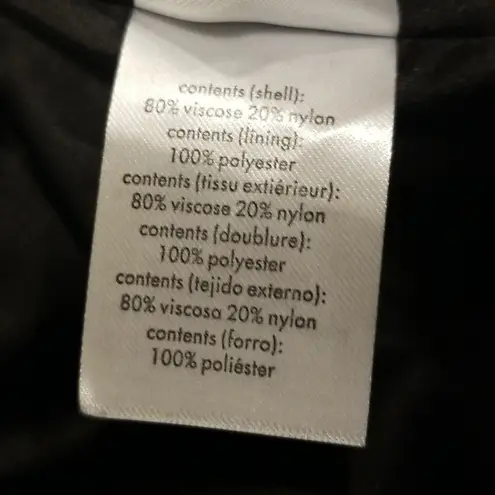 contents (shell):
80% viscose 20% nylon
contents (lining):
100% polyester
contents (tissu extiérieur):
80% viscose 20% nylon
contents (doublure):
100% polyester
contents (tejido externo):
80% viscosa 20% nylon
contents (forro):
100% poliéster